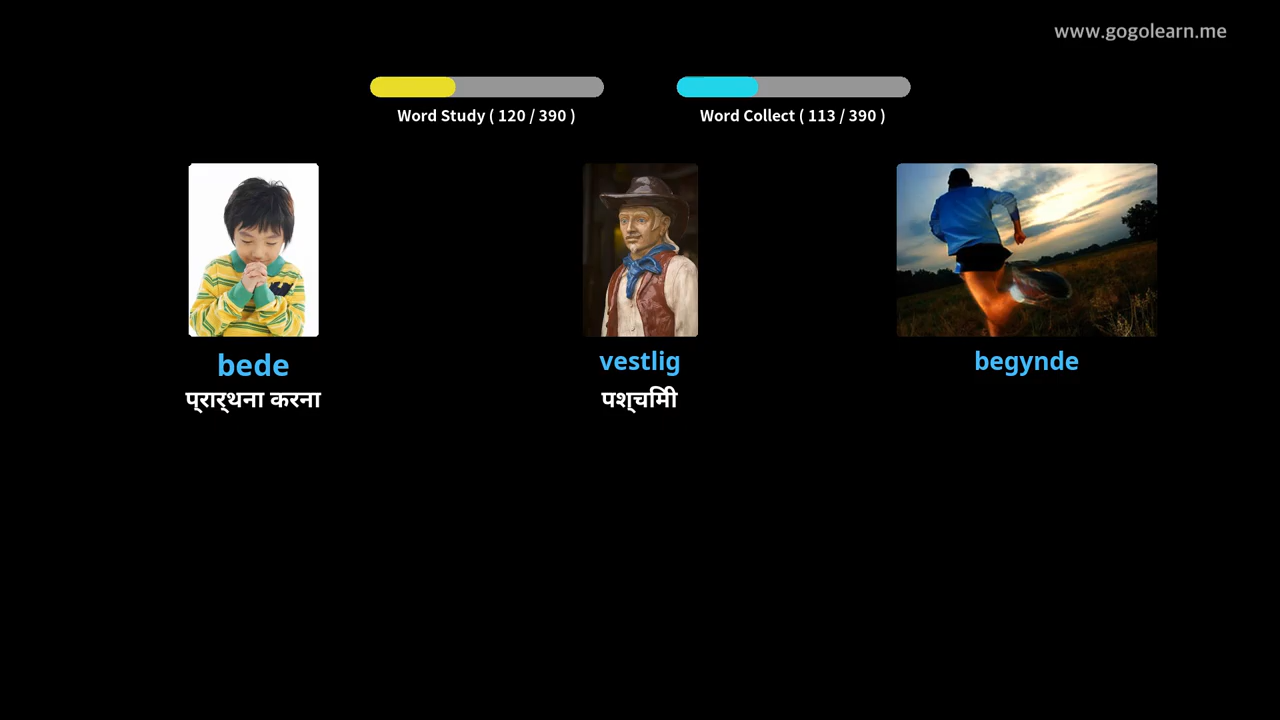 www.gogolearn.me
Word Study ( 120 / 390 )
Word Collect ( 113 / 390 )
bede
प्रार्थना करना
vestlig
पश्चिमी
begynde